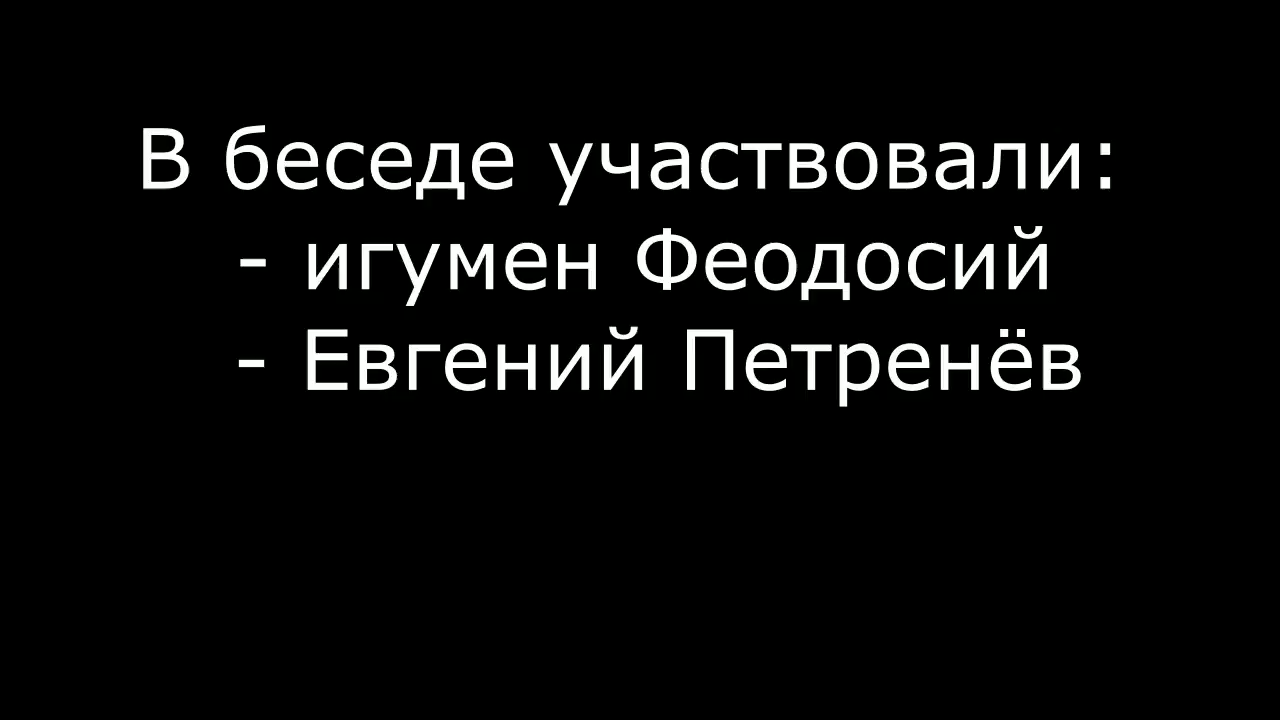 В беседе участвовали:
- игумен Феодосий
- Евгений Петренёв